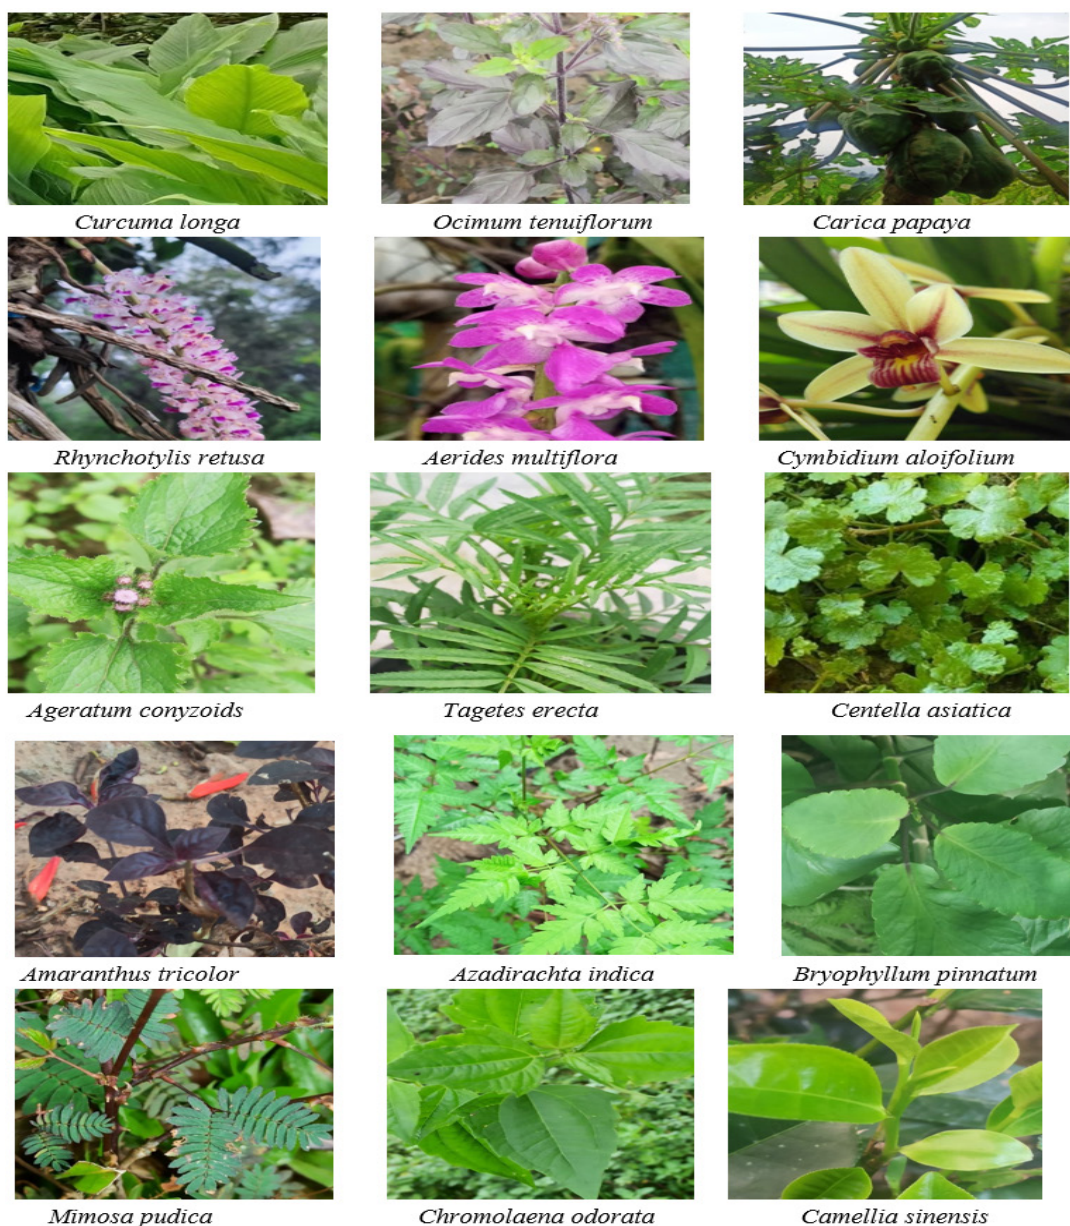 Curcuma longa
Ocimum tenuiflorum
Carica papaya
Rhynchotylis retusa
Aerides multiflora
Cymbidium aloifolium
Ageratum conyzoids
Tagetes erecta
Centella asiatica
Amaranthus tricolor
Azadirachta indica
Bryophyllum pinnatum
Mimosa pudica
Chromolaena odorata
Camellia sinensis